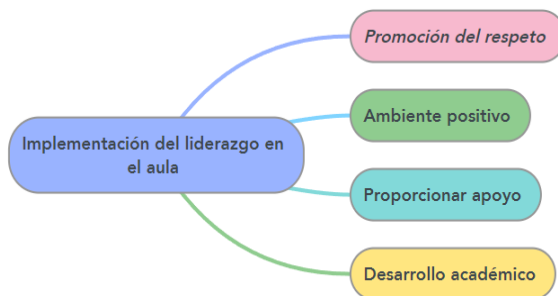 Promoción del respeto
Ambiente positivo
Implementación del liderazgo en
el aula
Proporcionar apoyo
Desarrollo académico